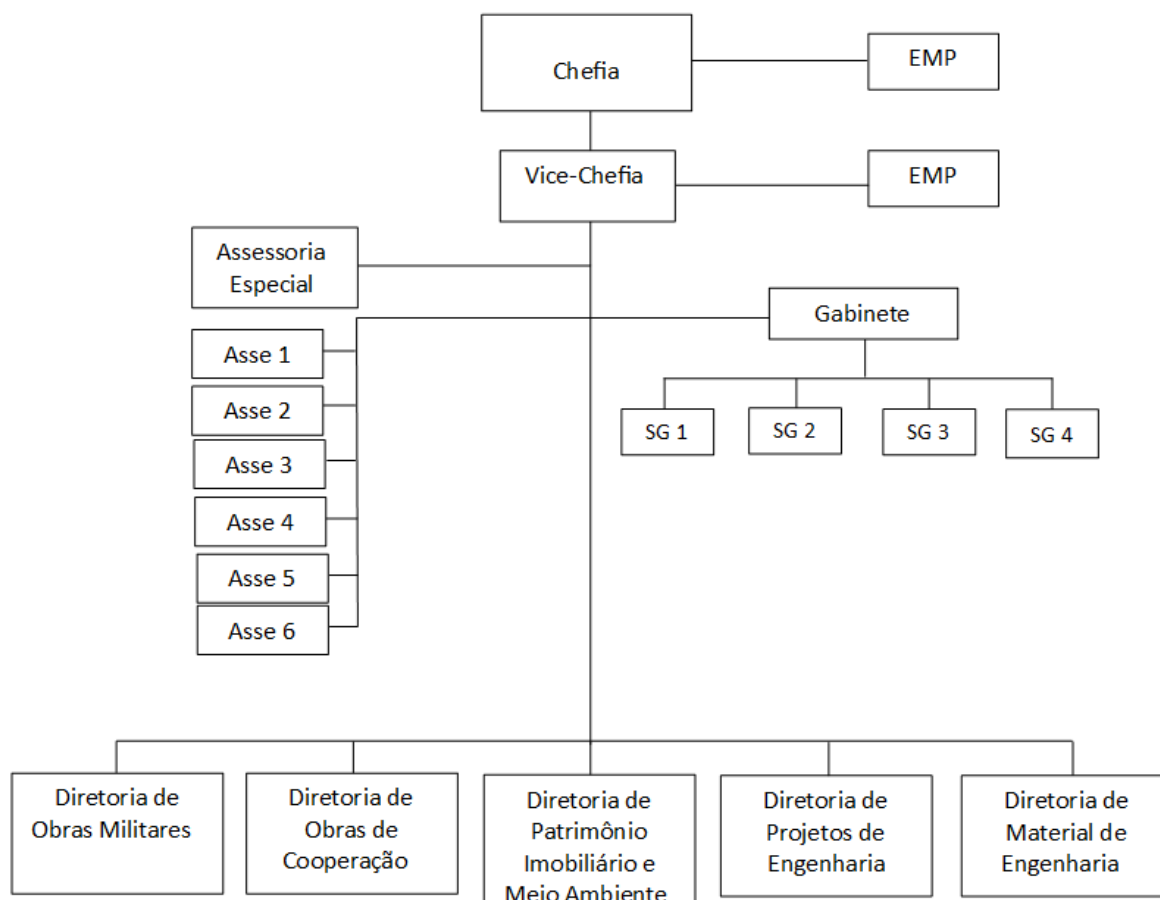 Chefia
EMP
Vice-Chefia
EMP
Assessoria
Especial
Gabinete
Asse 1
Asse 2
Asse 3
Asse 4
Asse 5
Asse 6
SG 1
SG 2
SG 3
SG 4
Diretoria de
Obras Militares
Diretoria de
Obras de
Cooperação
Diretoria de
Patrimônio
Imobiliário e
Meio Ambiente
Diretoria de
Projetos de
Engenharia
Diretoria de
Material de
Engenharia